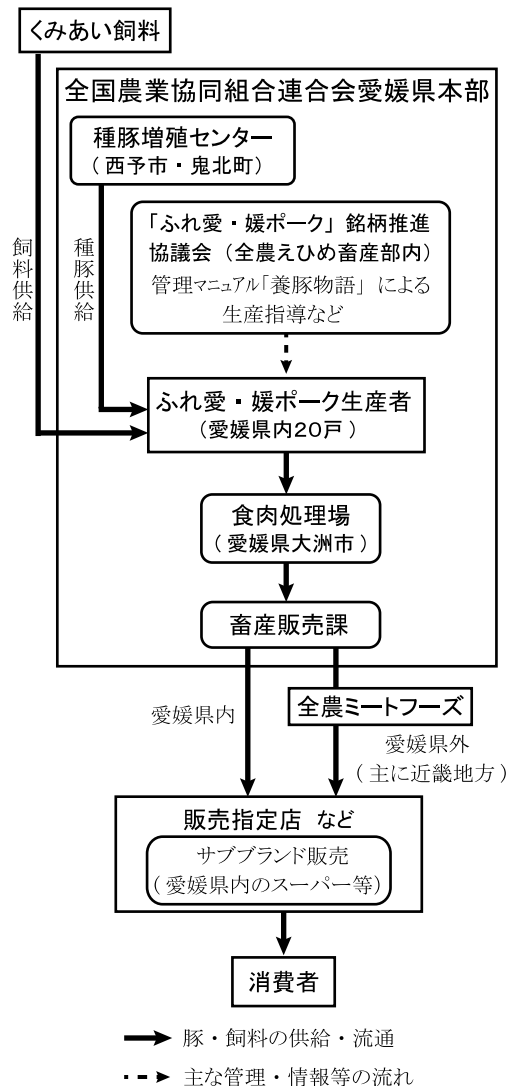 くみあい飼料
全国農業協同組合連合会愛媛県本部
種豚増殖センター
（西予市・鬼北町）
飼料供給
種豚供給
「ふれ愛・媛ポーク」銘柄推進
協議会（全農えひめ畜産部内）
管理マニュアル「養豚物語」による
生産指導など
ふれ愛・媛ポーク生産者
（愛媛県内20戸）
食肉処理場
（愛媛県大洲市）
畜産販売課
愛媛県内
全農ミートフーズ
愛媛県外
（主に近畿地方）
販売指定店 など
サブブランド販売
（愛媛県内のスーパー等）
消費者
豚・飼料の供給・流通
主な管理・情報等の流れ